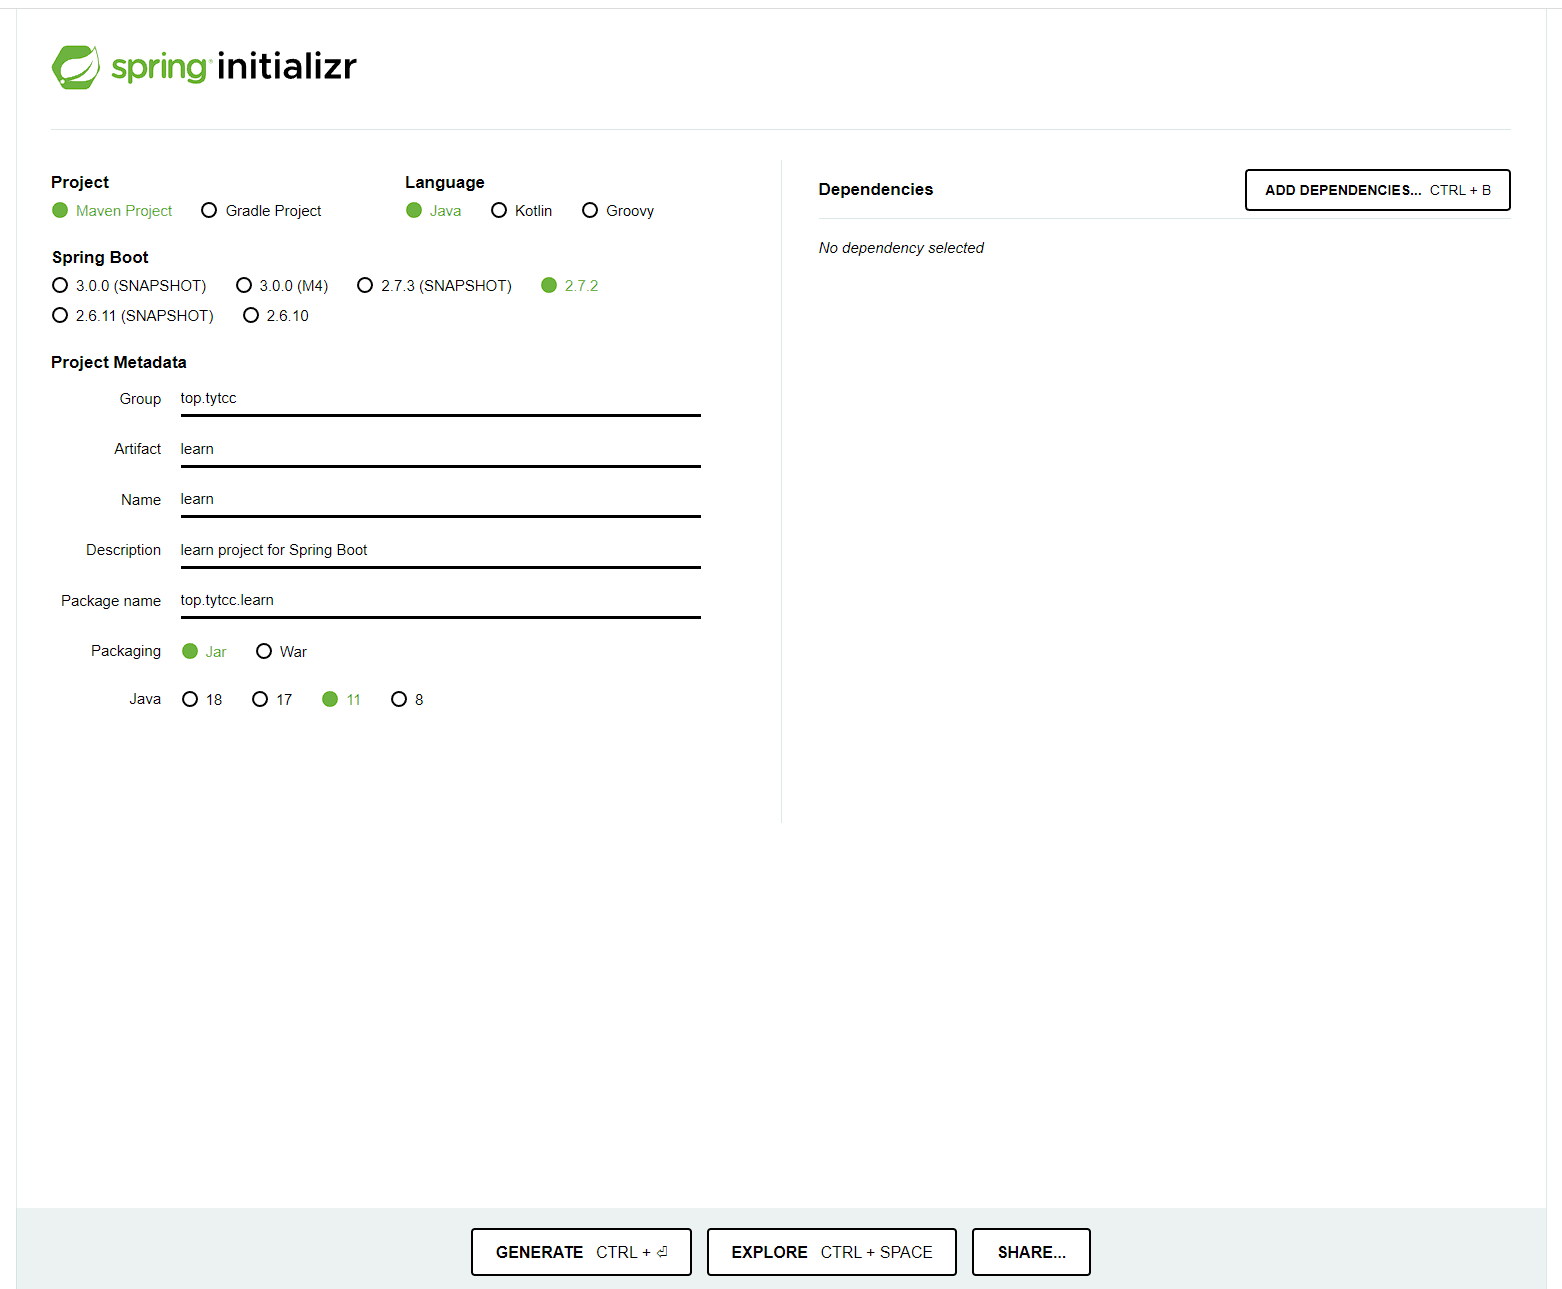 spring initializr
Project
Maven Project Gradle Project
Language
Java Kotlin Groovy
Spring Boot
3.0.0 (SNAPSHOT) 3.0.0 (M4) 2.7.3 (SNAPSHOT) 2.7.2
2.6.11 (SNAPSHOT) 2.6.10
Project Metadata
Group top.tytcc
Artifact learn
Name learn
Description learn project for Spring Boot
Package name top.tytcc.learn
Packaging Jar War
Java 18 17 11 8
Dependencies ADD DEPENDENCIES... CTRL + B
No dependency selected
GENERATE CTRL + ⏎ EXPLORE CTRL + SPACE SHARE...